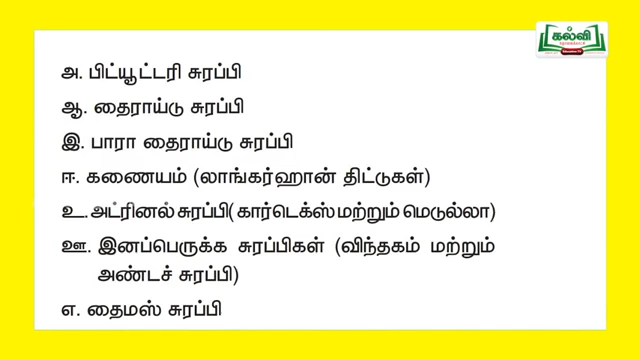 கல்வி
அ. பிட்யூட்டரி சுரப்பி
ஆ. தைராய்டு சுரப்பி
இ. பாரா தைராய்டு சுரப்பி
ஈ. கணையம் (லாங்கர்ஹான் திட்டுகள்)
உ. அட்ரினல் சுரப்பி( கார்டெக்ஸ் மற்றும் மெடுல்லா)
ஊ. இனப்பெருக்க சுரப்பிகள் (விந்தகம் மற்றும்
அண்டச் சுரப்பி)
எ. தைமஸ் சுரப்பி